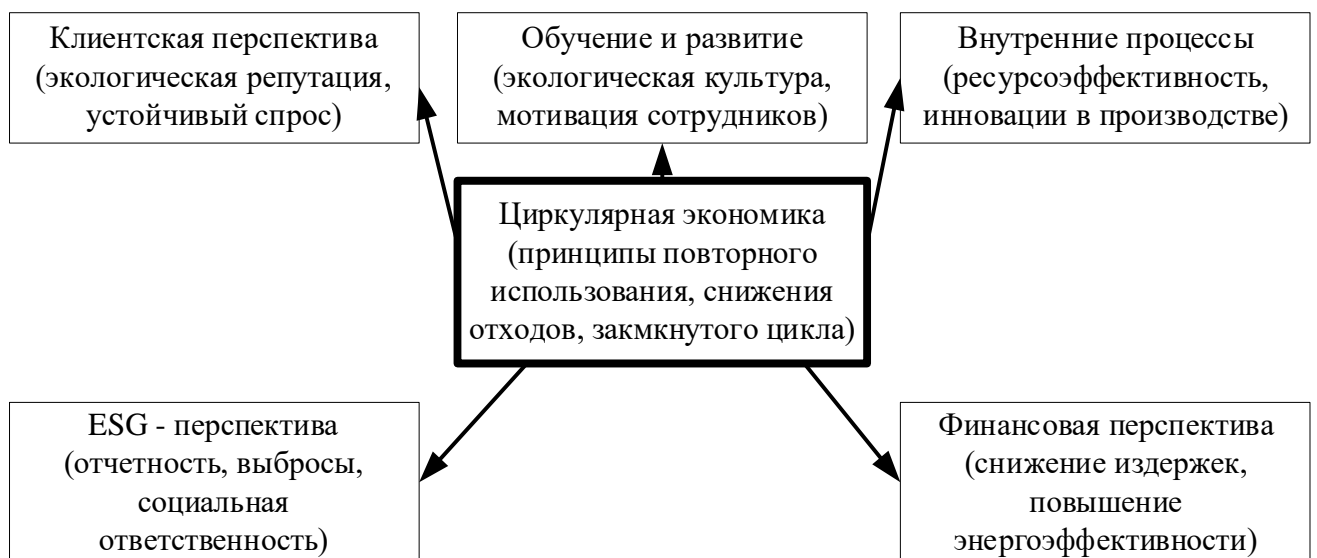 Клиентская перспектива
(экологическая репутация,
устойчивый спрос)
Обучение и развитие
(экологическая культура,
мотивация сотрудников)
Внутренние процессы
(ресурсоэффективность,
инновации в производстве)
Циркулярная экономика
(принципы повторного
использования, снижения
отходов, закмкнутого цикла)
ESG - перспектива
(отчетность, выбросы,
социальная
ответственность)
Финансовая перспектива
(снижение издержек,
повышение
энергоэффективности)